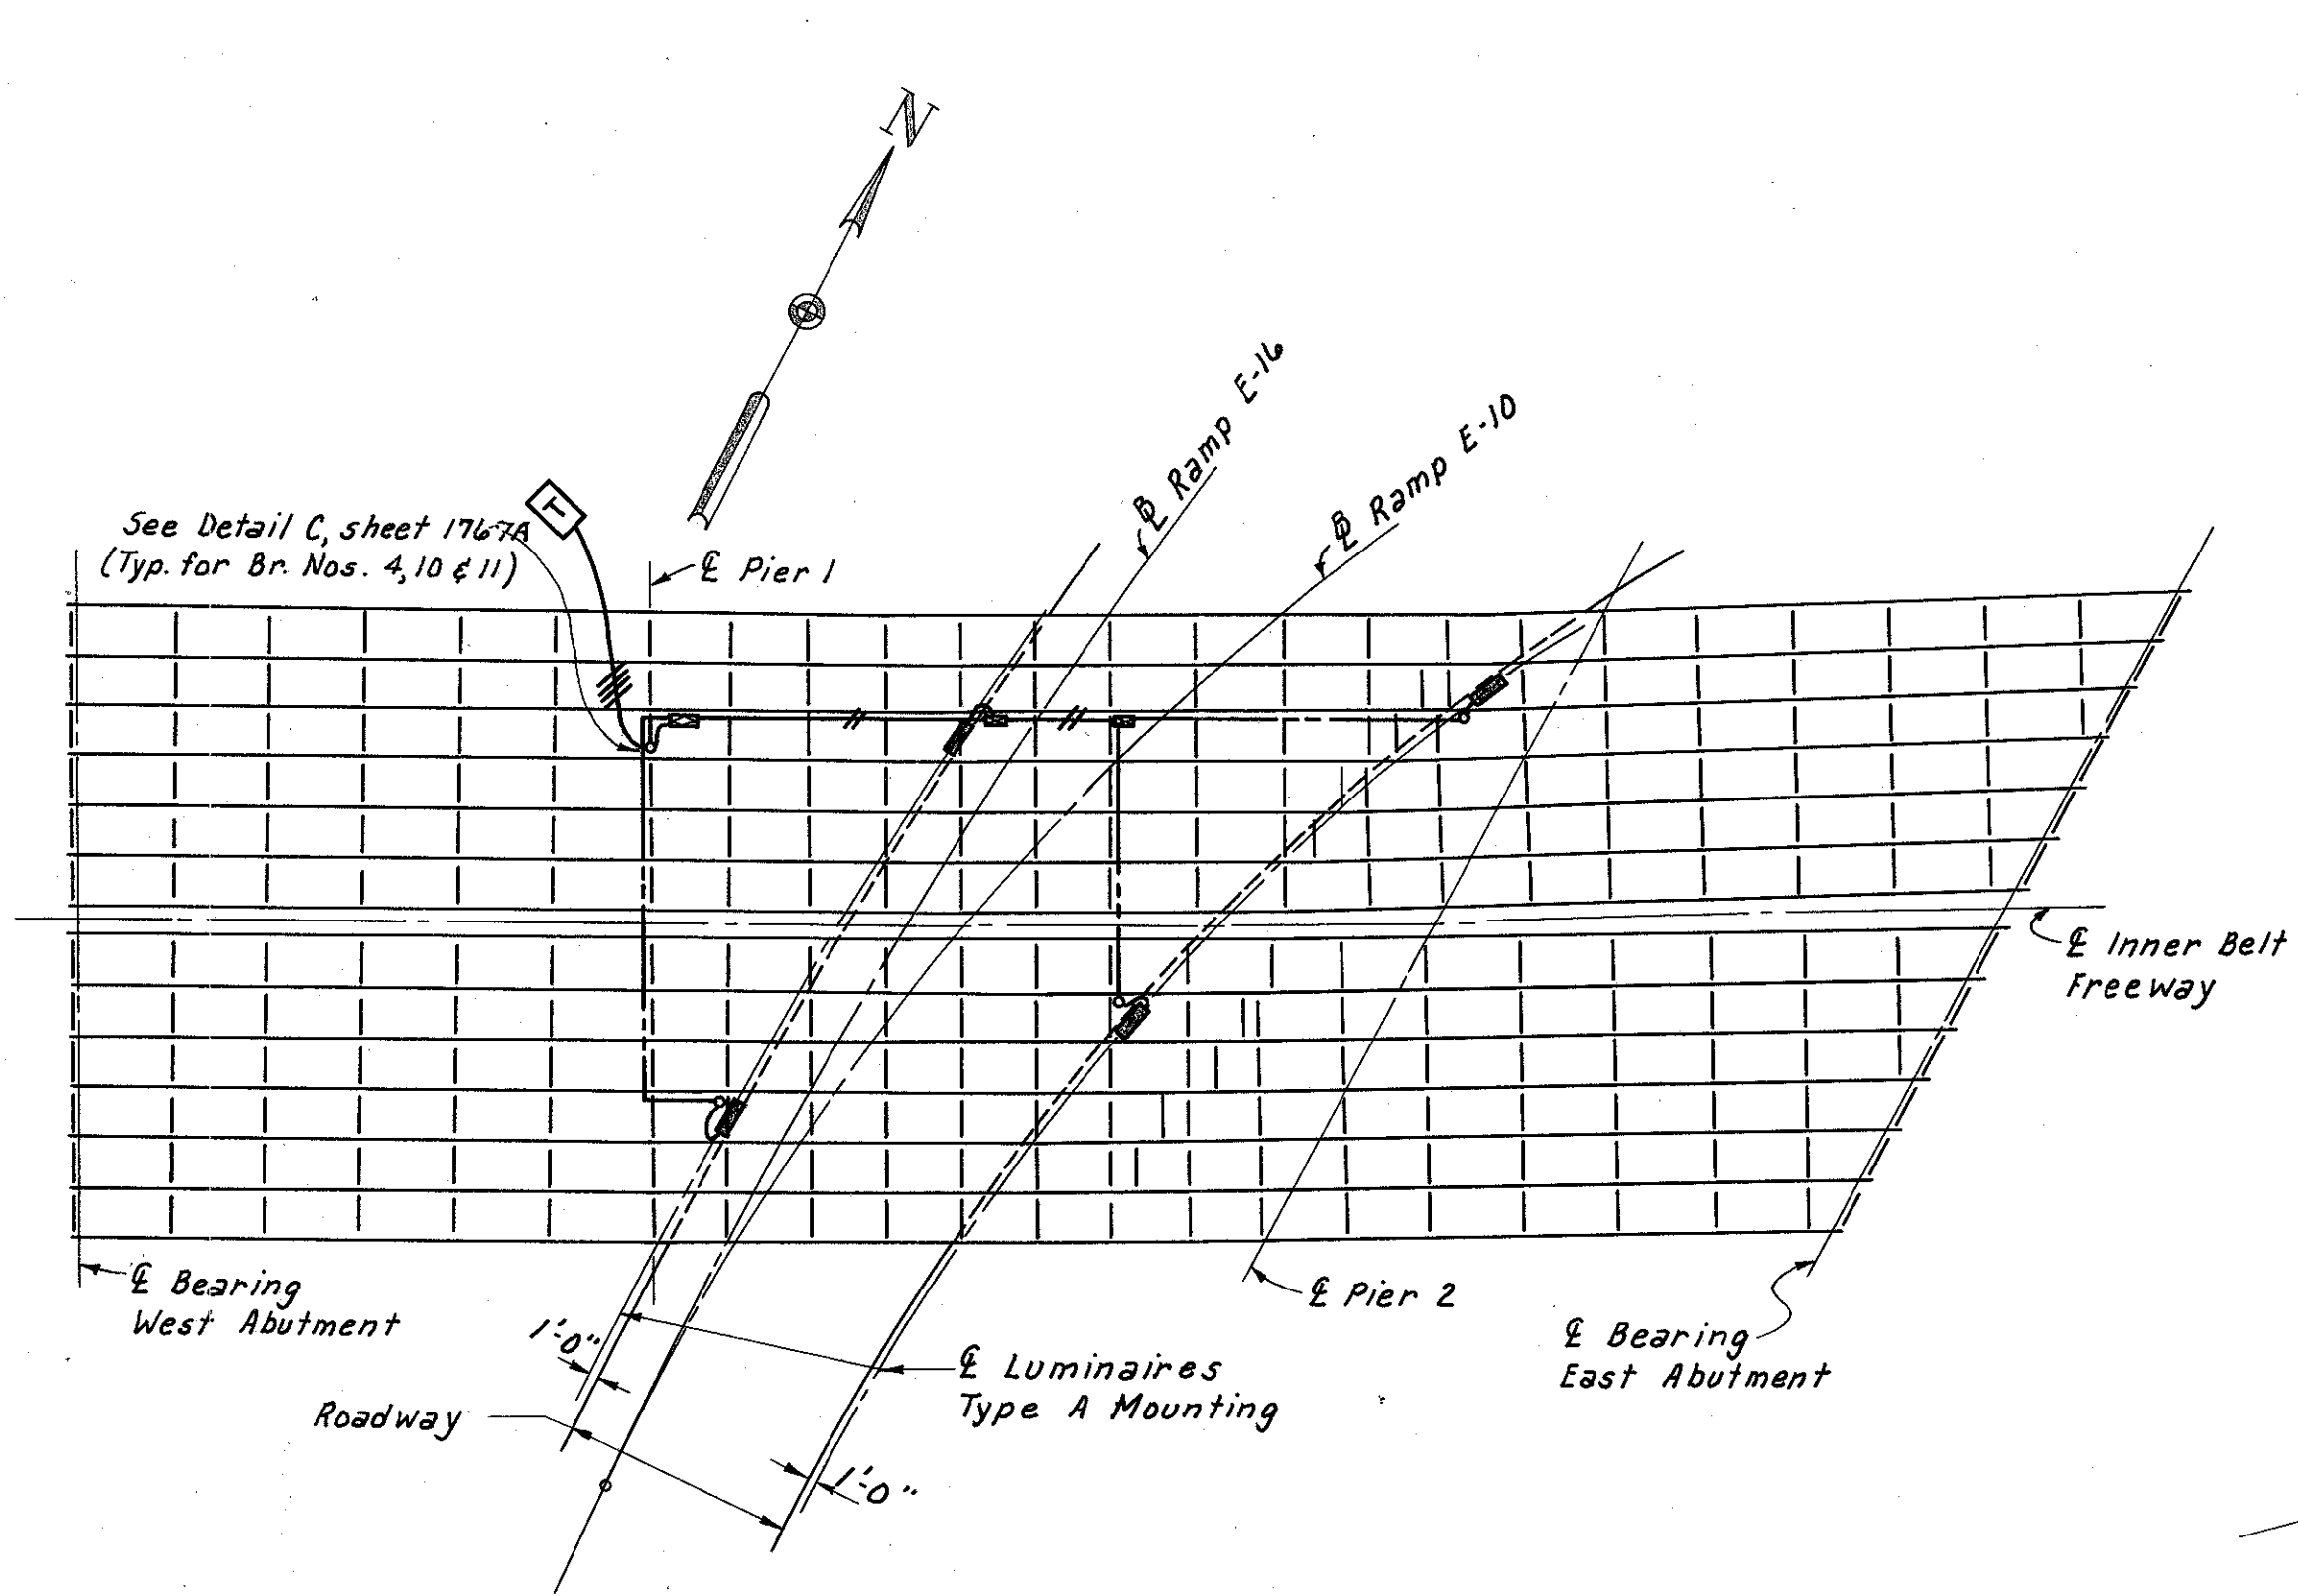 N
℄ Ramp E-16
℄ Ramp E-10
T
See Detail C, sheet 1767A
(Typ. for Br. Nos. 4, 10 & 11)
℄ Pier 1
℄ Inner Belt
Freeway
℄ Bearing
West Abutment
℄ Pier 2
℄ Bearing
East Abutment
1'-0"
℄ Luminaires
Type A Mounting
Roadway
1'-0"